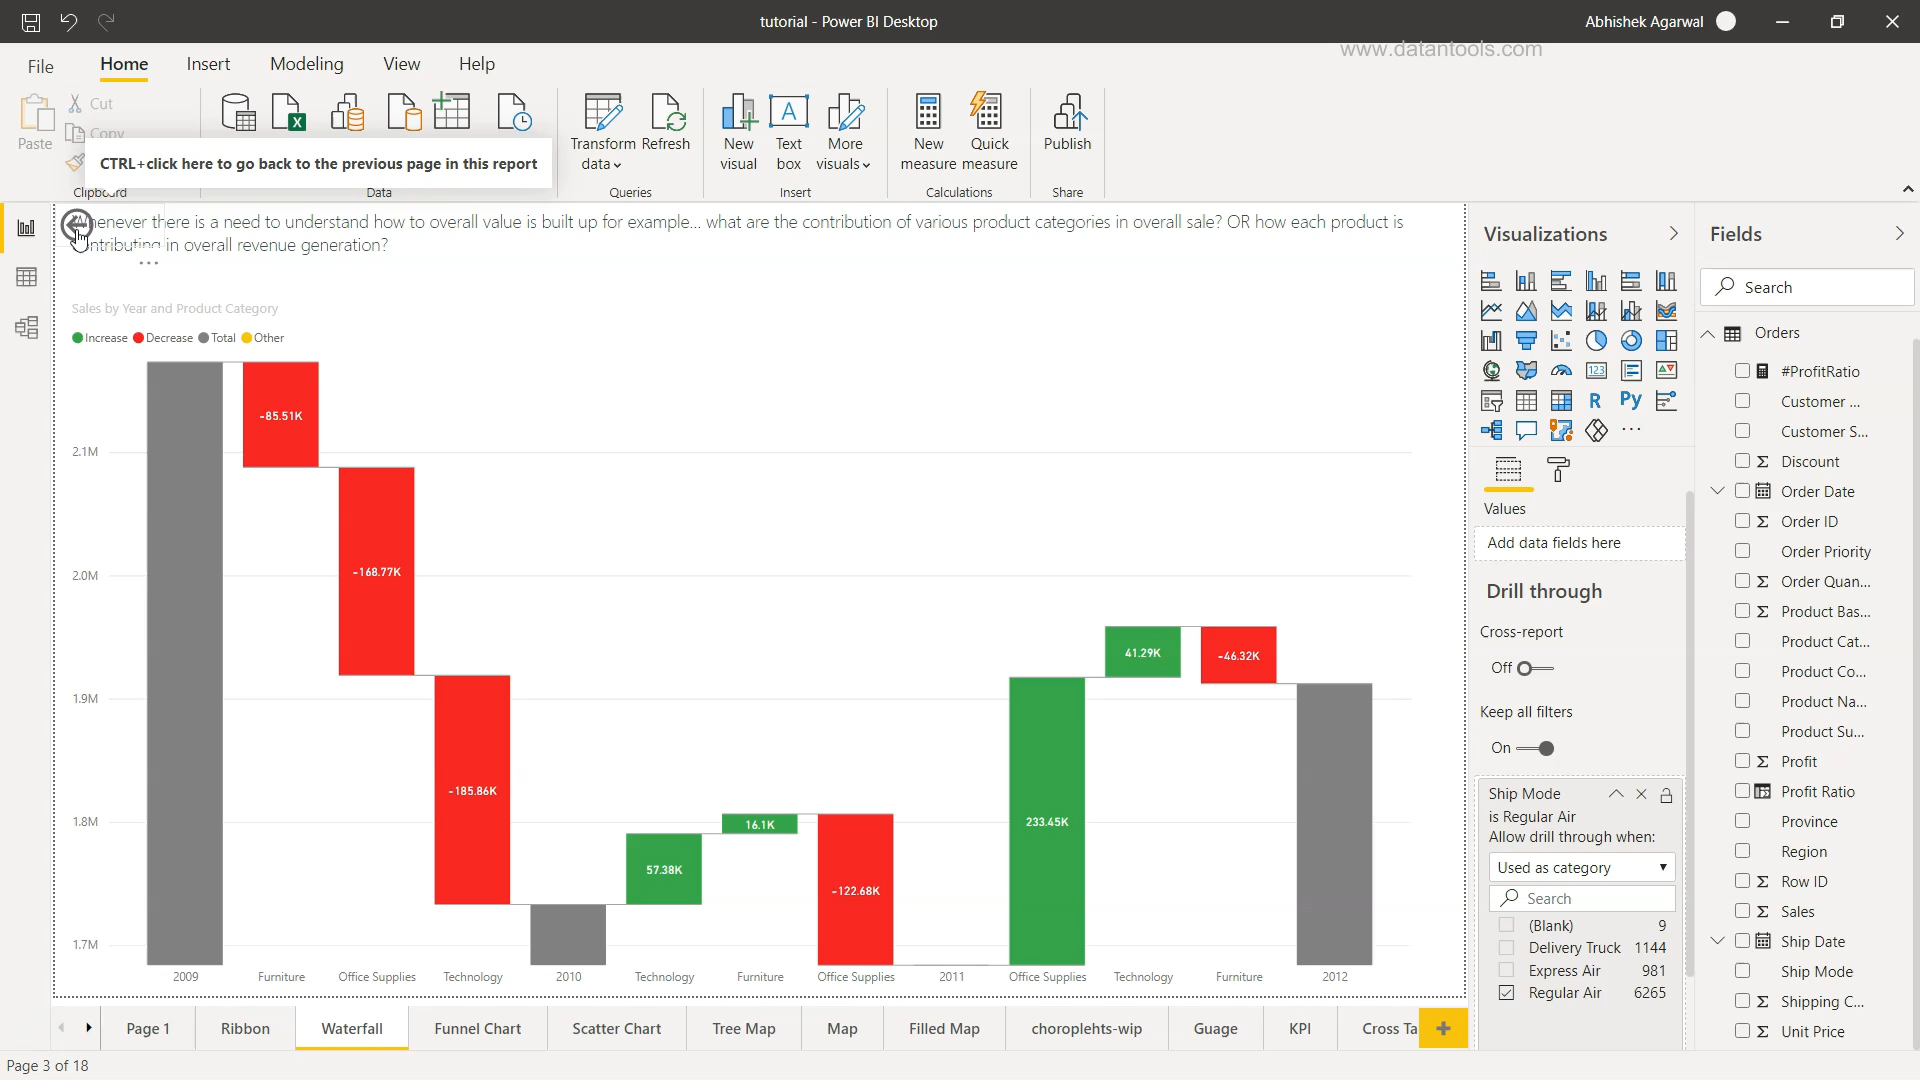 tutorial - Power BI Desktop
Abhishek Agarwal
www.datantools.com
File
Home
Insert
Modeling
View
Help
Paste
Cut
Copy
CTRL+click here to go back to the previous page in this report
Clipboard
Data
Transform data
Refresh
Queries
New visual
Text box
More visuals
Insert
New measure
Quick measure
Calculations
Publish
Share
Whenever there is a need to understand how to overall value is built up for example... what are the contribution of various product categories in overall sale? OR how each product is
contributing in overall revenue generation?
Sales by Year and Product Category
Increase Decrease Total Other
2.1M
2.0M
1.9M
1.8M
1.7M
-85.51K
-168.77K
-185.86K
57.38K
16.1K
-122.68K
233.45K
41.29K
-46.32K
2009 Furniture Office Supplies Technology 2010 Technology Furniture Office Supplies 2011 Office Supplies Technology Furniture 2012
Visualizations
123
R
Py
Values
Add data fields here
Drill through
Cross-report
Off
Keep all filters
On
Ship Mode
is Regular Air
Allow drill through when:
Used as category
Search
(Blank) 9
Delivery Truck 1144
Express Air 981
Regular Air 6265
Fields
Search
Orders
#ProfitRatio
Customer ...
Customer S...
Discount
Order Date
Order ID
Order Priority
Order Quan...
Product Bas...
Product Cat...
Product Co...
Product Na...
Product Su...
Profit
Profit Ratio
Province
Region
Row ID
Sales
Ship Date
Ship Mode
Shipping C...
Unit Price
Page 1
Ribbon
Waterfall
Funnel Chart
Scatter Chart
Tree Map
Map
Filled Map
choroplehts-wip
Guage
KPI
Cross Ta
Page 3 of 18